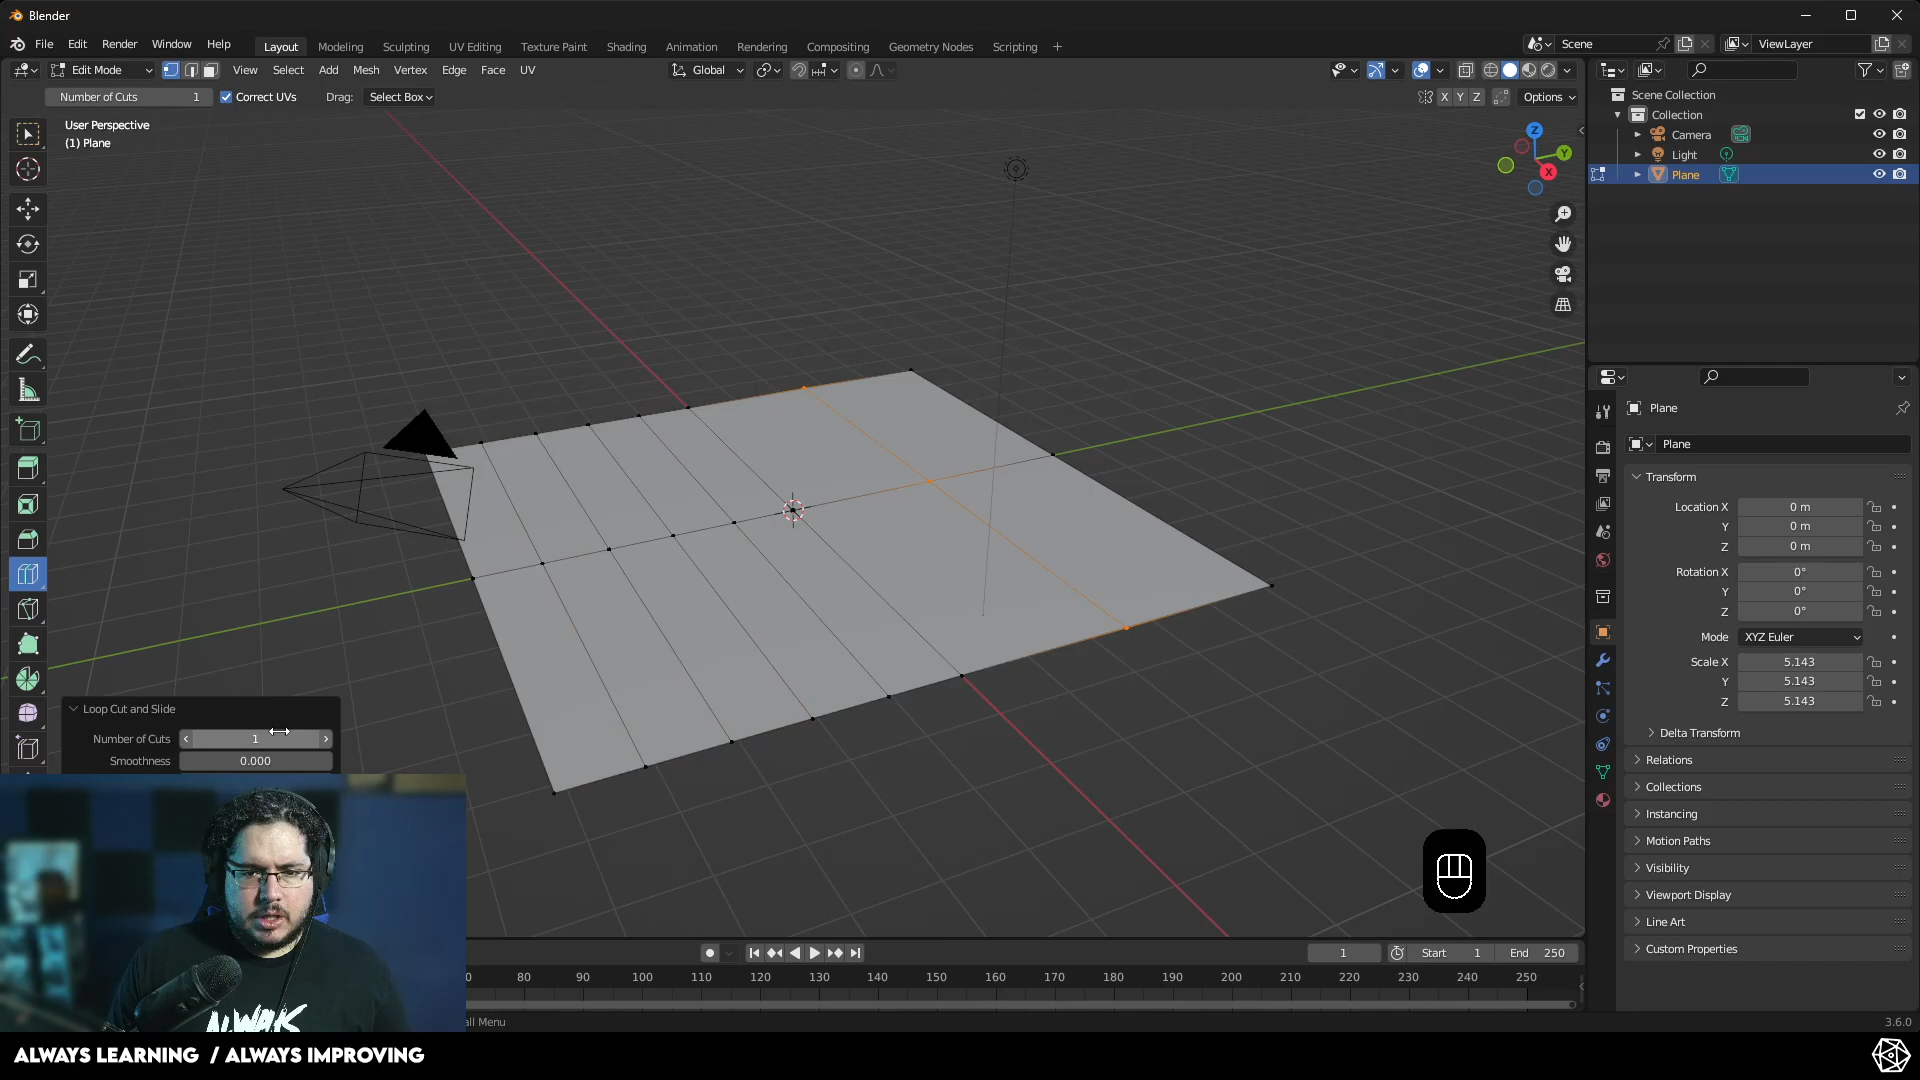 Blender
File Edit Render Window Help Layout Modeling Sculpting UV Editing Texture Paint Shading Animation Rendering Compositing Geometry Nodes Scripting + Scene ViewLayer
Edit Mode View Select Add Mesh Vertex Edge Face UV Global
Number of Cuts 1 Correct UVs Drag: Select Box X Y Z Options
User Perspective
(1) Plane
Z
Y
X
Scene Collection
Collection
Camera
Light
Plane
Plane
Plane
Transform
Location X 0 m
Y 0 m
Z 0 m
Rotation X 0°
Y 0°
Z 0°
Mode XYZ Euler
Scale X 5.143
Y 5.143
Z 5.143
Delta Transform
Relations
Collections
Instancing
Motion Paths
Visibility
Viewport Display
Line Art
Custom Properties
Loop Cut and Slide
Number of Cuts 1
Smoothness 0.000
1 Start 1 End 250
80 90 100 110 120 130 140 150 160 170 180 190 200 210 220 230 240 250
Menu
3.6.0
ALWAYS LEARNING / ALWAYS IMPROVING